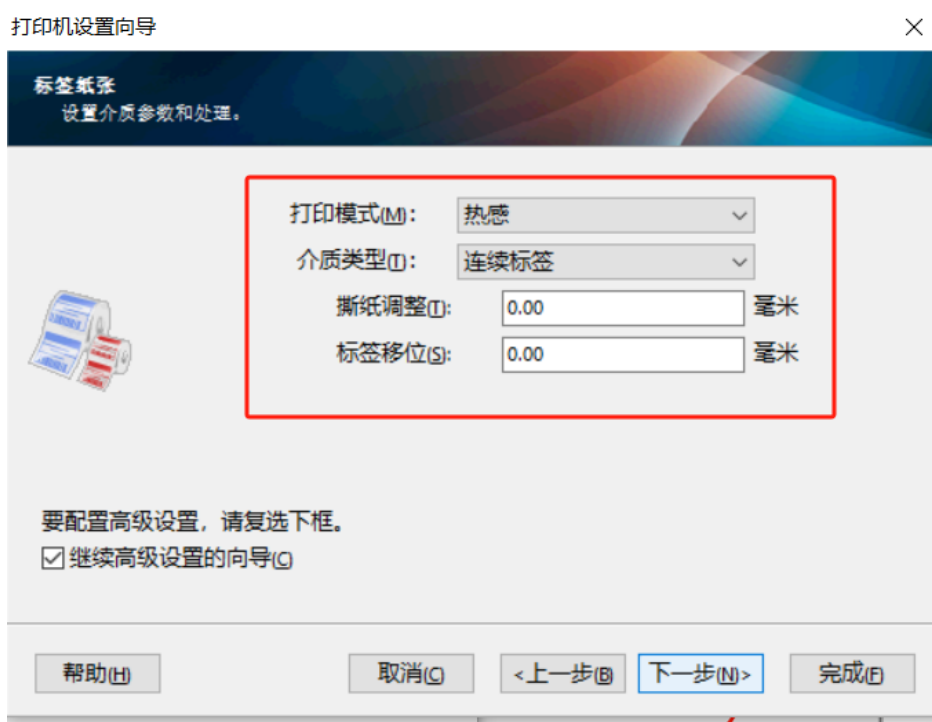 打印机设置向导
标签纸张
设置介质参数和处理。
打印模式(M)： 热感
介质类型(T)： 连续标签
撕纸调整(T): 0.00 毫米
标签移位(S): 0.00 毫米
要配置高级设置，请复选下框。
继续高级设置的向导(C)
帮助(H) 取消(C) <上一步(B) 下一步(N)> 完成(F)